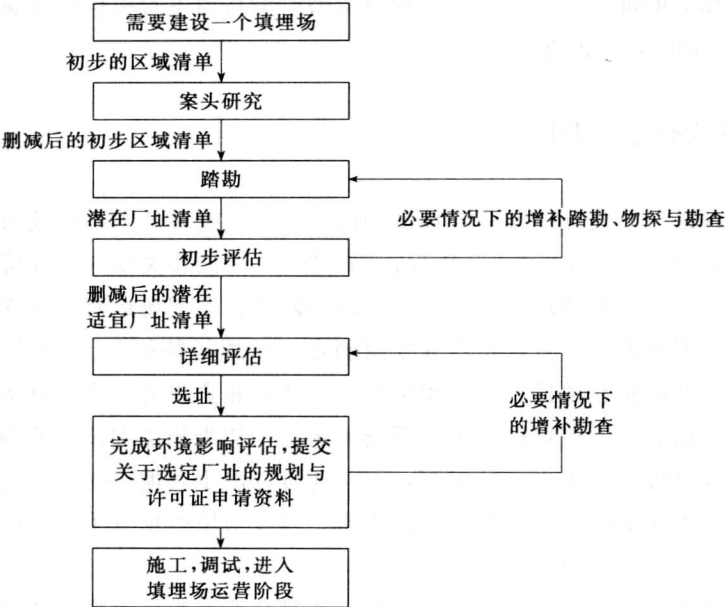 需要建设一个填埋场
初步的区域清单
案头研究
删减后的初步区域清单
踏勘
潜在厂址清单
必要情况下的增补踏勘、物探与勘查
初步评估
删减后的潜在
适宜厂址清单
详细评估
选址
必要情况下
的增补勘查
完成环境影响评估,提交
关于选定厂址的规划与
许可证申请资料
施工,调试,进入
填埋场运营阶段